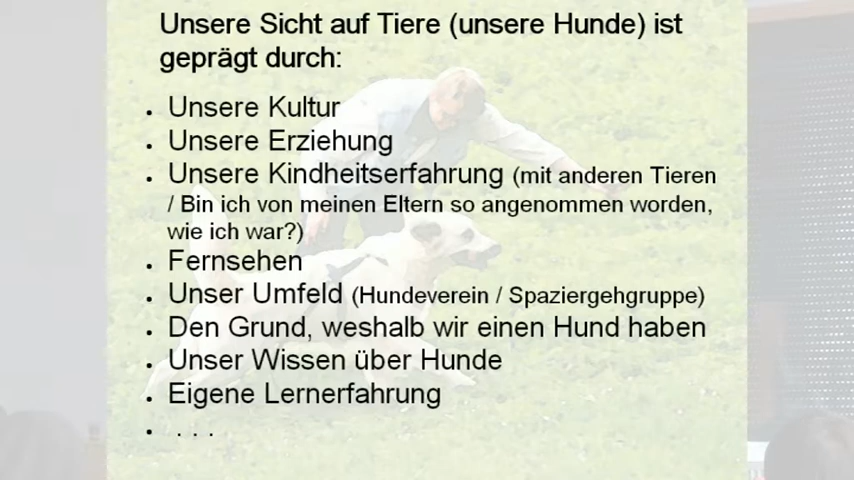 Unsere Sicht auf Tiere (unsere Hunde) ist
geprägt durch:
• Unsere Kultur
• Unsere Erziehung
• Unsere Kindheitserfahrung (mit anderen Tieren
/ Bin ich von meinen Eltern so angenommen worden,
wie ich war?)
• Fernsehen
• Unser Umfeld (Hundeverein / Spaziergehgruppe)
• Den Grund, weshalb wir einen Hund haben
• Unser Wissen über Hunde
• Eigene Lernerfahrung
• . . .